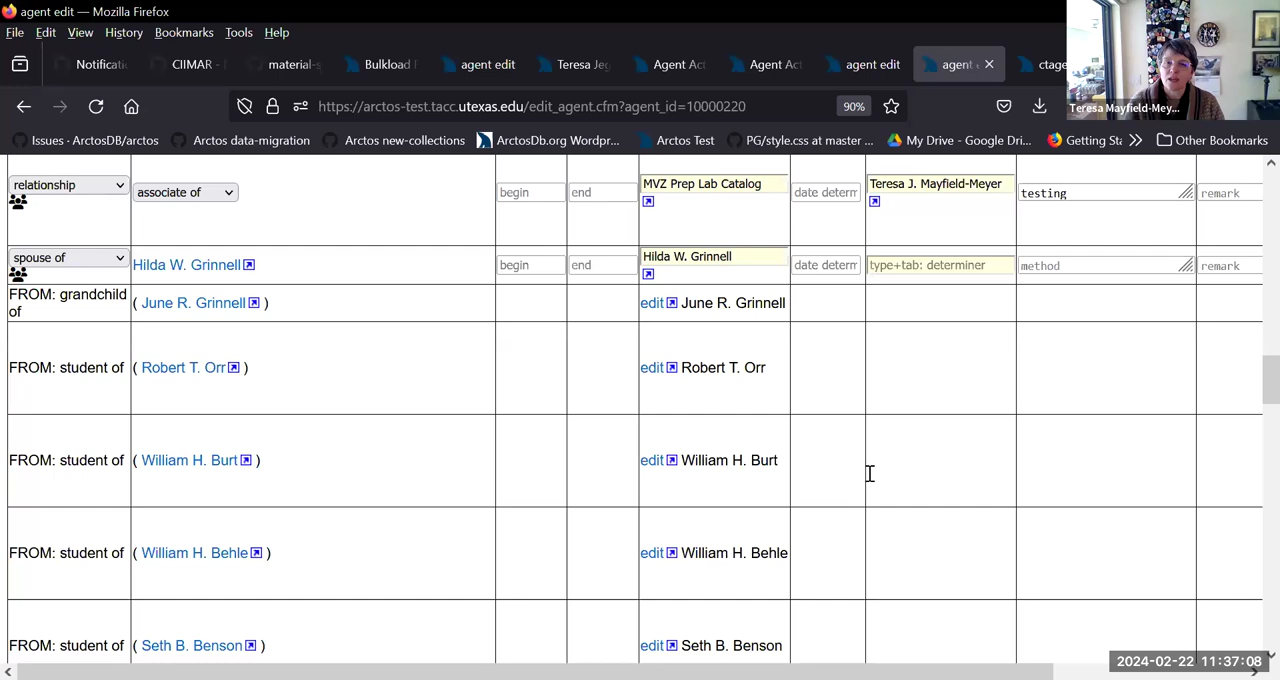 agent edit — Mozilla Firefox
File Edit View History Bookmarks Tools Help
Notificati CIIMAR - material-s Bulkload F agent edit Teresa Jeg Agent Act Agent Act agent edit agent ctage
https://arctos-test.tacc.utexas.edu/edit_agent.cfm?agent_id=10000220 90%
Issues · ArctosDB/arctos Arctos data-migration Arctos new-collections ArctosDb.org Wordpr... Arctos Test PG/style.css at master ... My Drive - Google Dri... Getting Sta Other Bookmarks
Teresa Mayfield-Mey...
relationship associate of begin end MVZ Prep Lab Catalog date determ Teresa J. Mayfield-Meyer testing remark
spouse of Hilda W. Grinnell begin end Hilda W. Grinnell date determ type+tab: determiner method remark
FROM: grandchild
of ( June R. Grinnell ) edit June R. Grinnell
FROM: student of ( Robert T. Orr ) edit Robert T. Orr
FROM: student of ( William H. Burt ) edit William H. Burt
FROM: student of ( William H. Behle ) edit William H. Behle
FROM: student of ( Seth B. Benson ) edit Seth B. Benson
2024-02-22 11:37:08